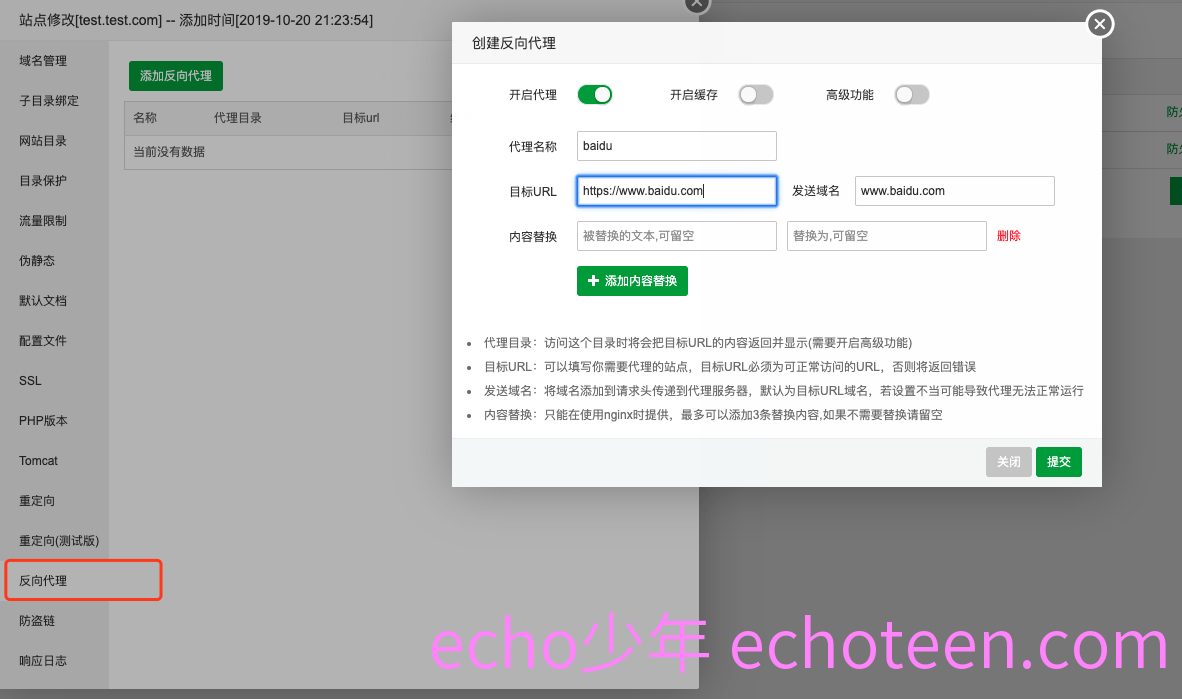 站点修改[test.test.com] -- 添加时间[2019-10-20 21:23:54]
域名管理
子目录绑定
网站目录
目录保护
流量限制
伪静态
默认文档
配置文件
SSL
PHP版本
Tomcat
重定向
重定向(测试版)
反向代理
防盗链
响应日志
添加反向代理
名称 代理目录 目标url
当前没有数据
创建反向代理
开启代理 开启缓存 高级功能
代理名称 baidu
目标URL https://www.baidu.com 发送域名 www.baidu.com
内容替换 被替换的文本,可留空 替换为,可留空 删除
添加内容替换
代理目录：访问这个目录时将会把目标URL的内容返回并显示(需要开启高级功能)
目标URL：可以填写你需要代理的站点，目标URL必须为可正常访问的URL，否则将返回错误
发送域名：将域名添加到请求头传递到代理服务器，默认为目标URL域名，若设置不当可能导致代理无法正常运行
内容替换：只能在使用nginx时提供，最多可以添加3条替换内容,如果不需要替换请留空
关闭 提交
echo少年 echoteen.com